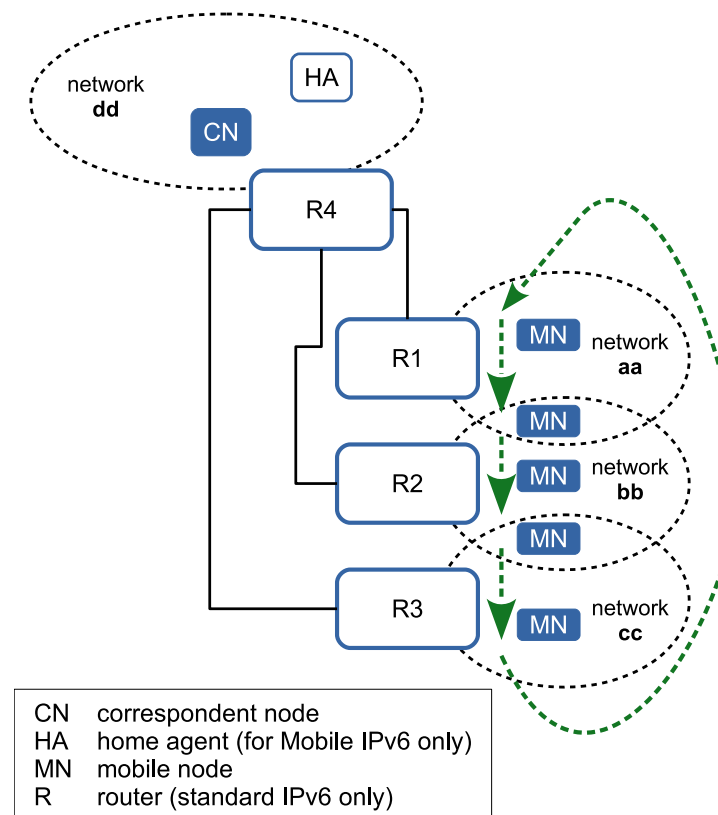 HA
network
dd
CN
R4
MN
network
aa
R1
MN
MN
network
bb
R2
MN
R3
MN
network
cc
CN correspondent node
HA home agent (for Mobile IPv6 only)
MN mobile node
R router (standard IPv6 only)